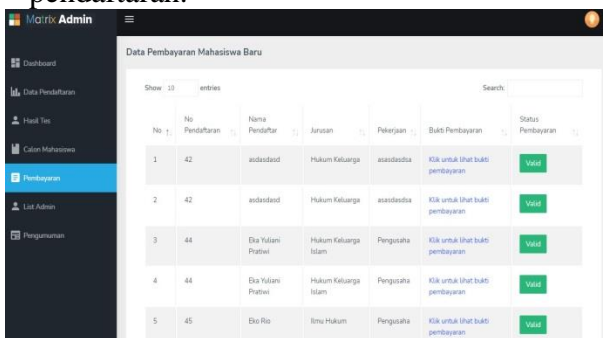 pendaftaran.
Matrix Admin
Dashboard
Data Pendaftaran
Hasil Tes
Calon Mahasiswa
Pembayaran
List Admin
Pengumuman
Data Pembayaran Mahasiswa Baru
Show 10 entries
Search:
No
No Pendaftaran
Nama Pendaftar
Jurusan
Pekerjaan
Bukti Pembayaran
Status Pembayaran
1 42 asdasdasd Hukum Keluarga asasdasdsa Klik untuk lihat bukti pembayaran Valid
2 42 asdasdasd Hukum Keluarga asasdasdsa Klik untuk lihat bukti pembayaran Valid
3 44 Eka Yuliani Pratiwi Hukum Keluarga Islam Pengusaha Klik untuk lihat bukti pembayaran Valid
4 44 Eka Yuliani Pratiwi Hukum Keluarga Islam Pengusaha Klik untuk lihat bukti pembayaran Valid
5 45 Eko Rio Ilmu Hukum Pengusaha Klik untuk lihat bukti pembayaran Valid